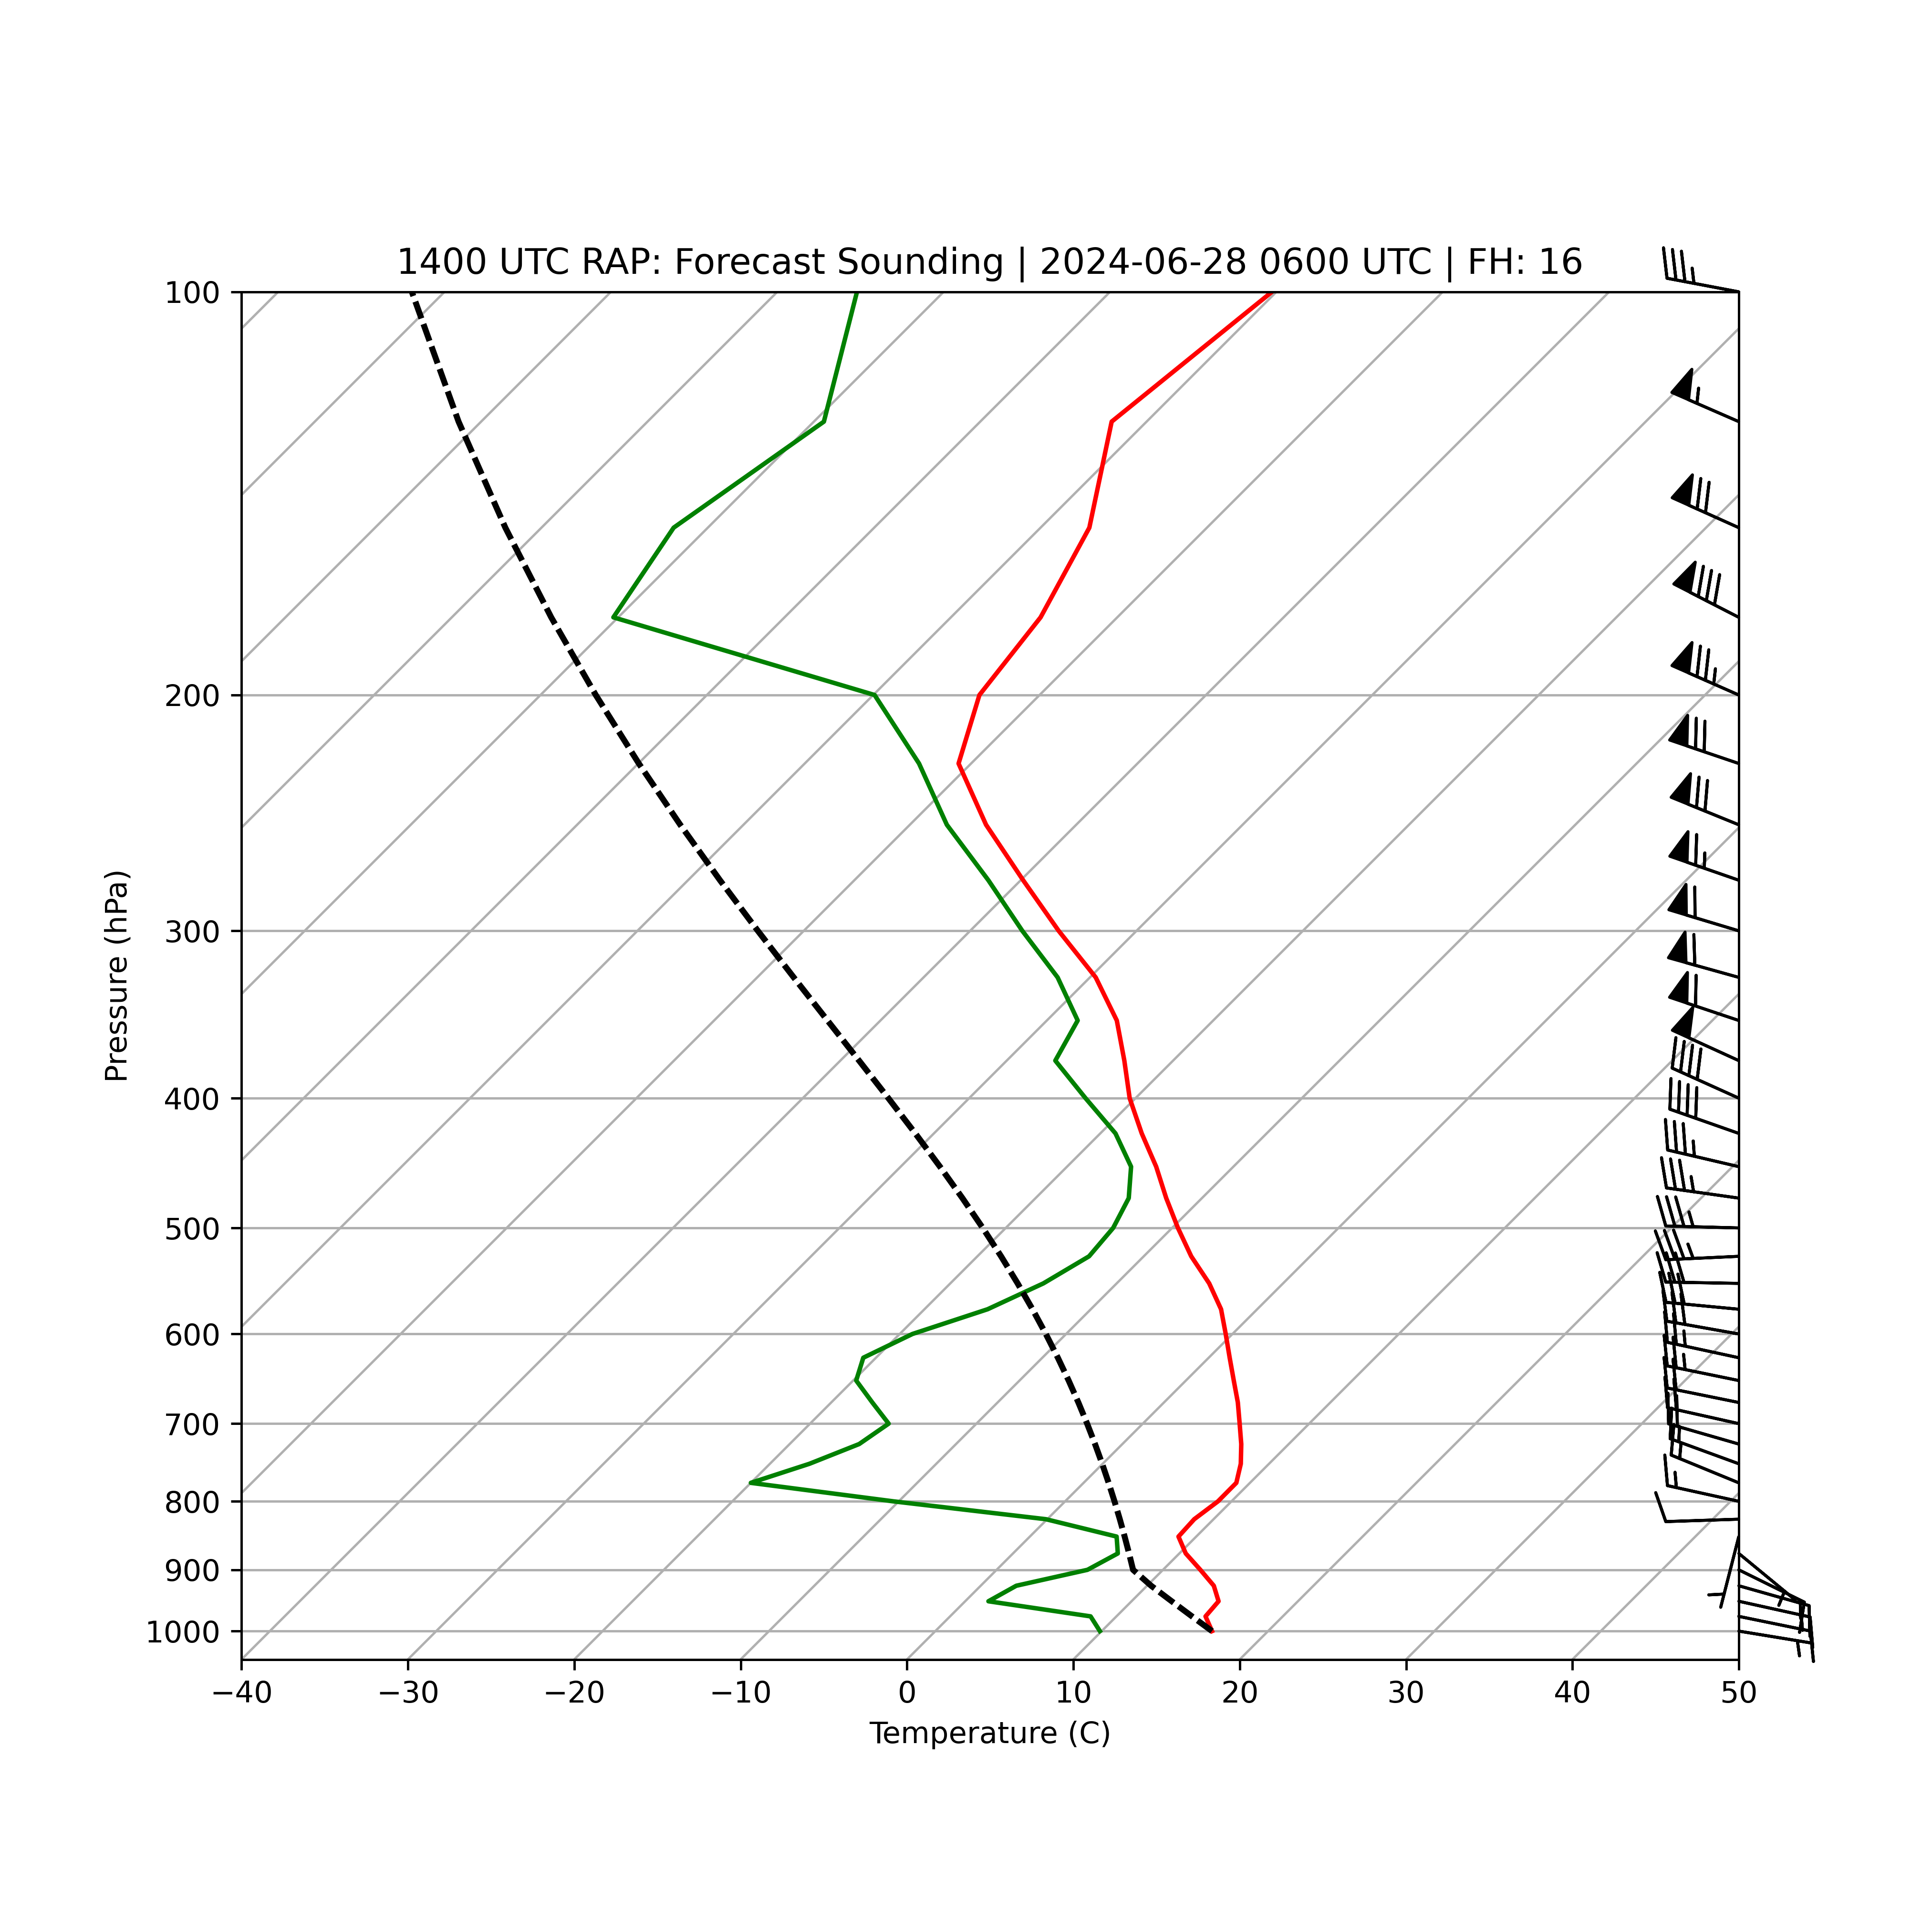 1400 UTC RAP: Forecast Sounding | 2024-06-28 0600 UTC | FH: 16
100
200
300
400
500
600
700
800
900
1000
Pressure (hPa)
−40 −30 −20 −10 0 10 20 30 40 50
Temperature (C)